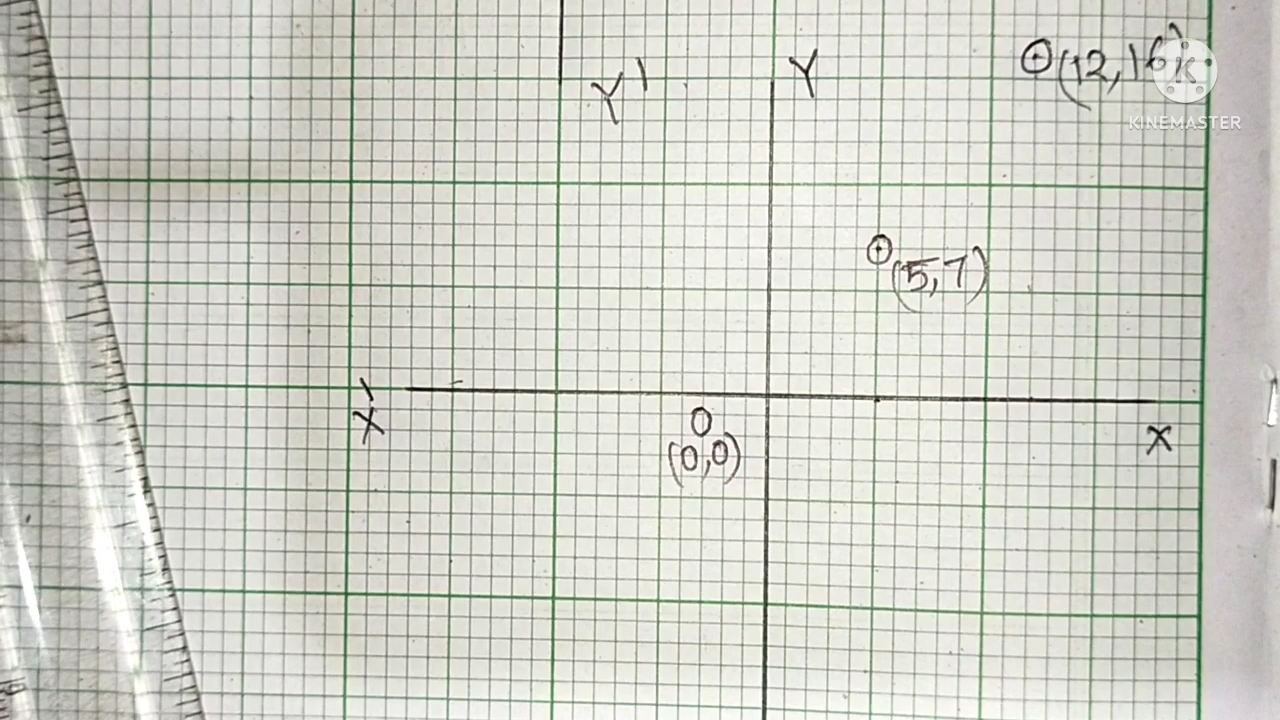 Y'
Y
(12,16)
KINEMASTER
(5,7)
X'
O
(0,0)
X